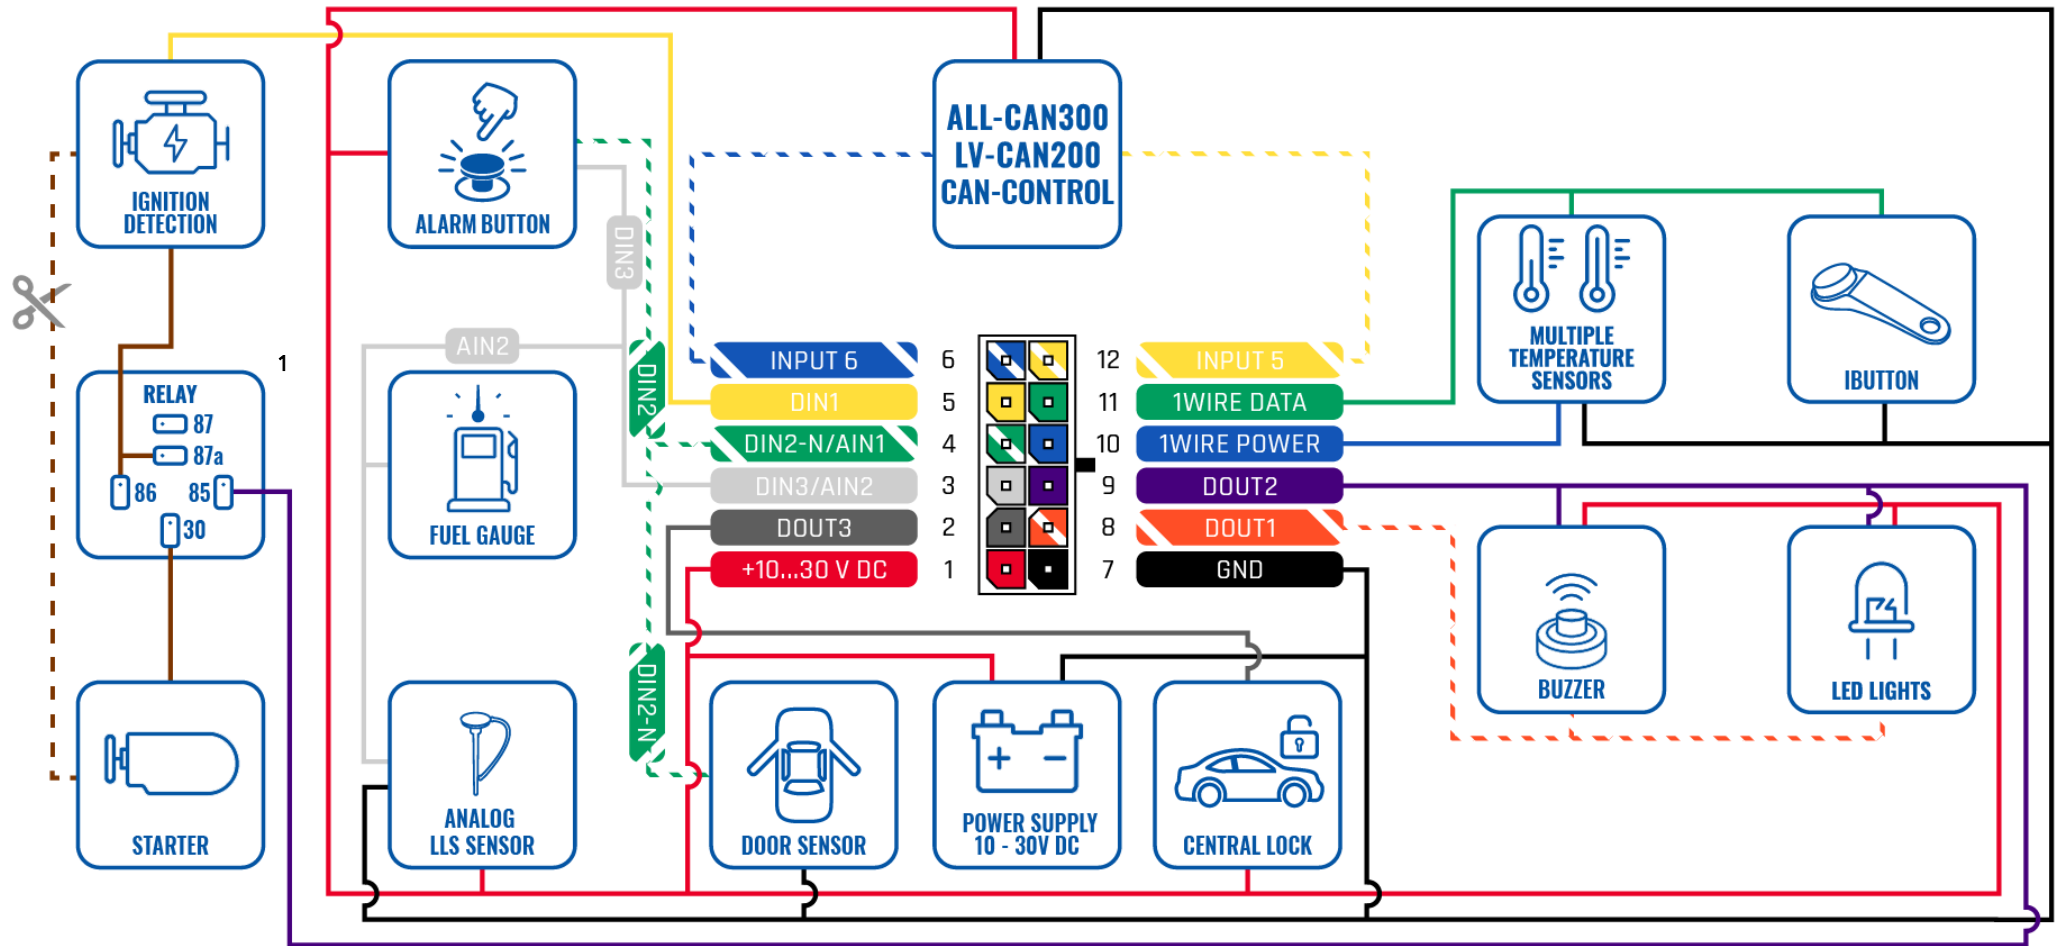 IGNITION
DETECTION
ALARM BUTTON
ALL-CAN300
LV-CAN200
CAN-CONTROL
MULTIPLE
TEMPERATURE
SENSORS
IBUTTON
DIN3
AIN2
DIN2
1
RELAY
87
87a
86
85
30
FUEL GAUGE
INPUT 6
6
12
INPUT 5
DIN1
5
11
1WIRE DATA
DIN2-N/AIN1
4
10
1WIRE POWER
DIN3/AIN2
3
9
DOUT2
DOUT3
2
8
DOUT1
+10...30 V DC
1
7
GND
DIN2-N
BUZZER
LED LIGHTS
STARTER
ANALOG
LLS SENSOR
DOOR SENSOR
POWER SUPPLY
10 - 30V DC
CENTRAL LOCK